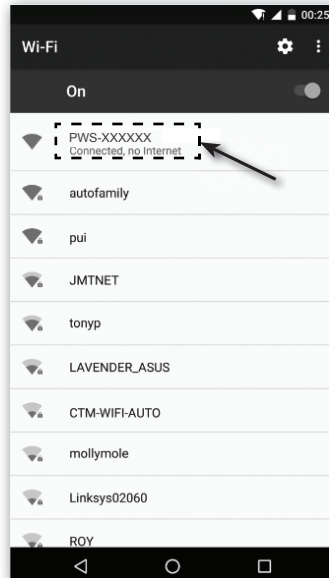 00:25
Wi-Fi
On
PWS-XXXXXX
Connected, no Internet
autofamily
pui
JMTNET
tonyp
LAVENDER_ASUS
CTM-WIFI-AUTO
mollymole
Linksys02060
ROY